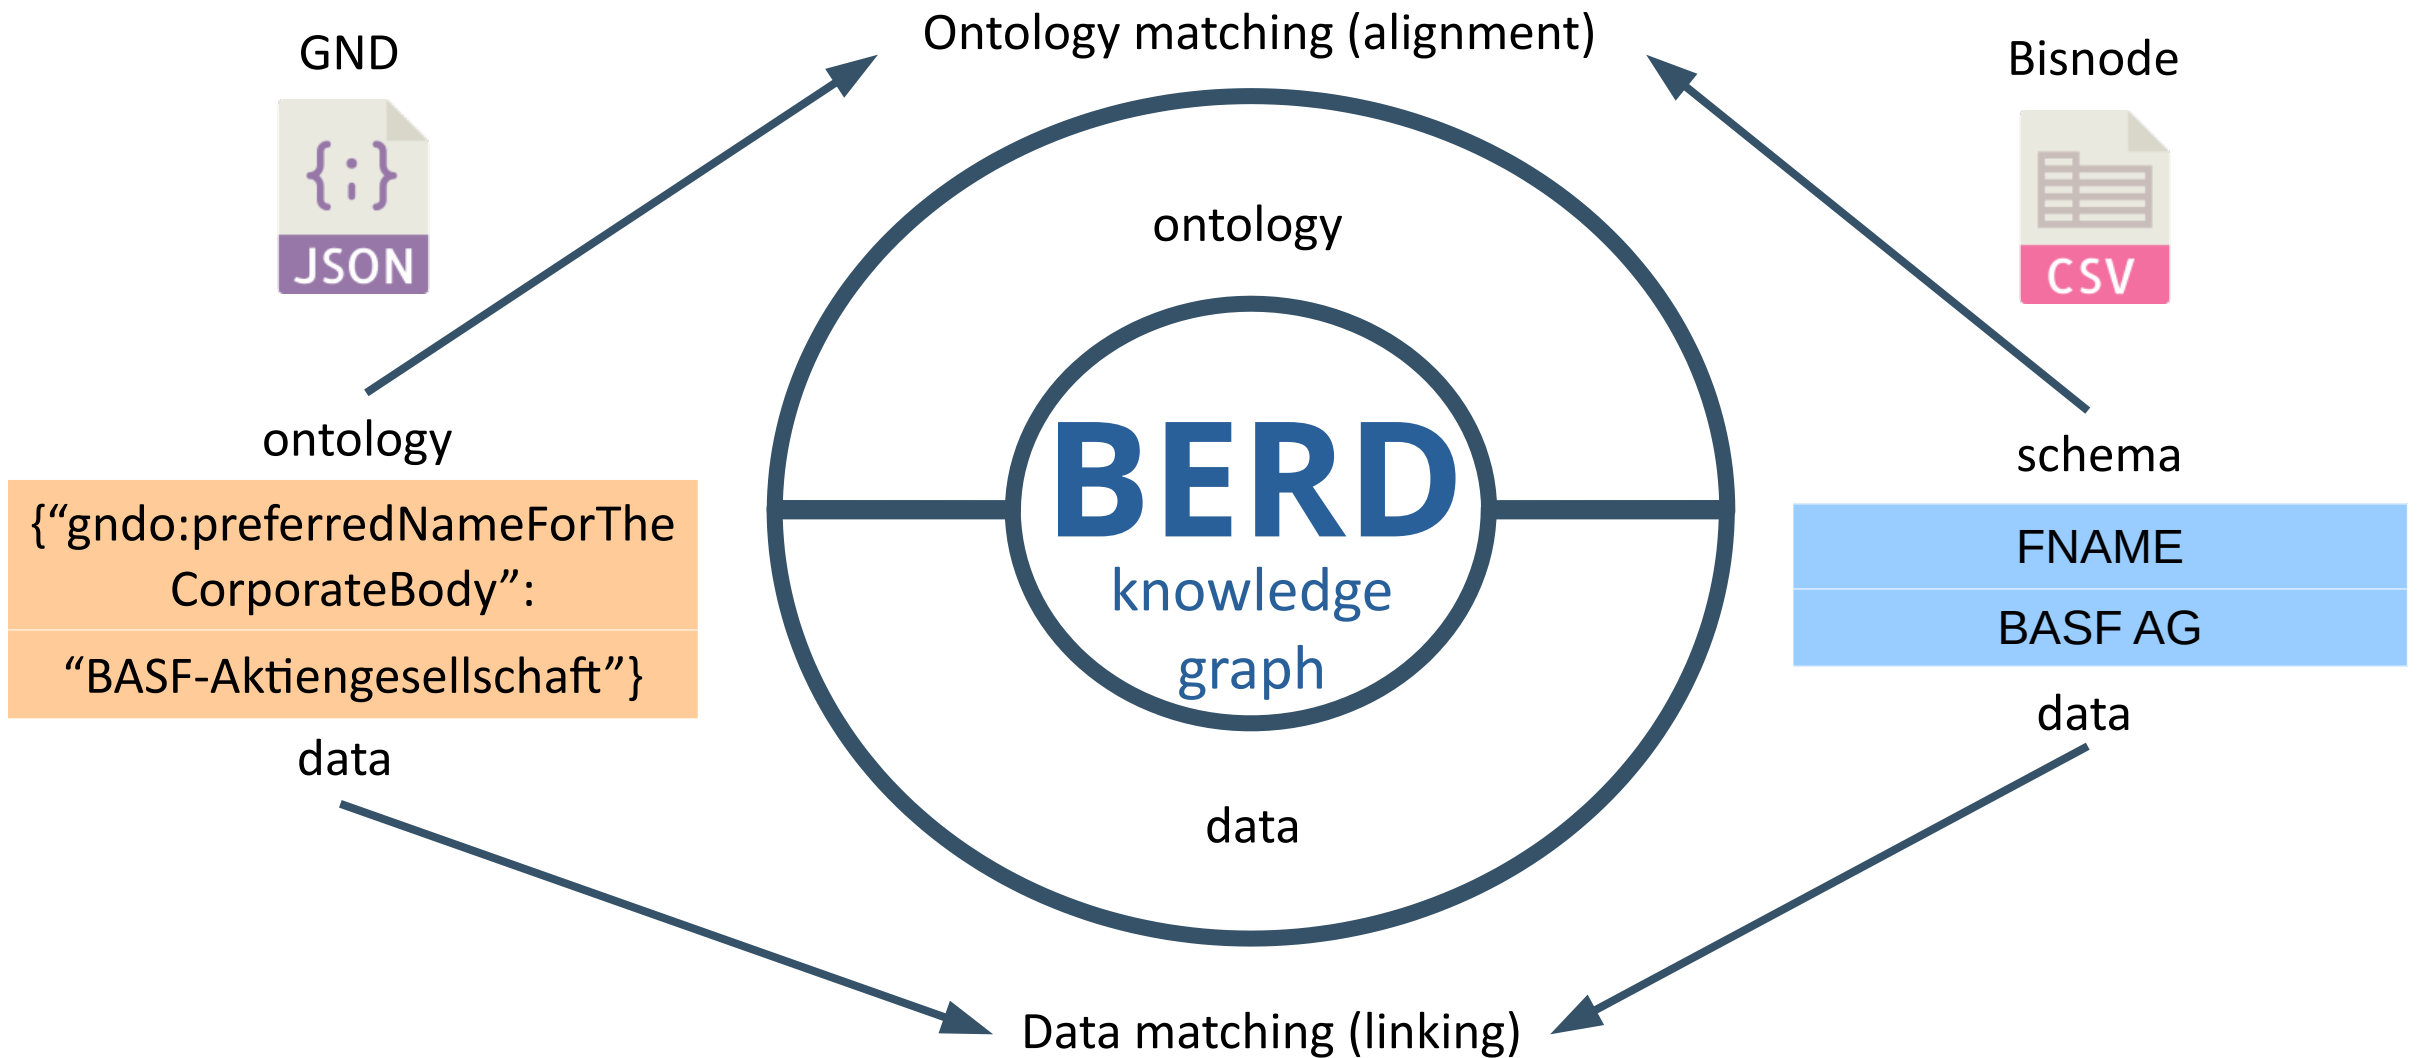 Ontology matching (alignment)
GND
JSON
Bisnode
CSV
ontology
{“gndo:preferredNameForThe
CorporateBody”:
“BASF-Aktiengesellschaft”}
data
ontology
BERD
knowledge
graph
data
schema
FNAME
BASF AG
data
Data matching (linking)